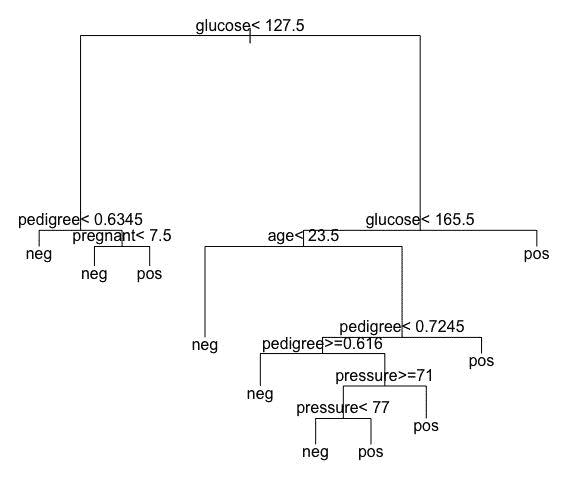 glucose< 127.5
pedigree< 0.6345
glucose< 165.5
pregnant< 7.5
age< 23.5
neg
pos
neg
pos
pedigree< 0.7245
neg
pedigree>=0.616
pos
pressure>=71
neg
pressure< 77
pos
neg
pos